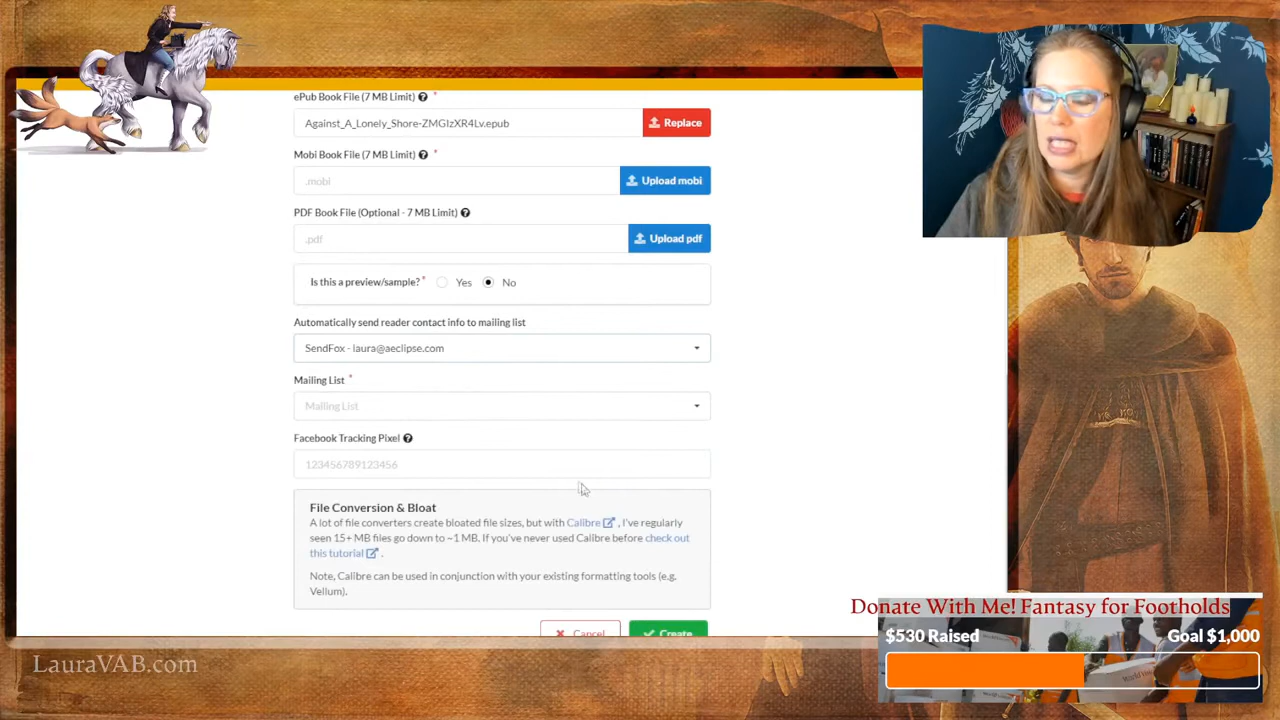 ePub Book File (7 MB Limit) *
Against_A_Lonely_Shore-ZMGIzXR4Lv.epub
Replace
Mobi Book File (7 MB Limit) *
.mobi
Upload mobi
PDF Book File (Optional - 7 MB Limit)
.pdf
Upload pdf
Is this a preview/sample? * Yes No
Automatically send reader contact info to mailing list
SendFox - laura@aeclipse.com
Mailing List *
Mailing List
Facebook Tracking Pixel
123456789123456
File Conversion & Bloat
A lot of file converters create bloated file sizes, but with Calibre , I've regularly
seen 15+ MB files go down to ~1 MB. If you've never used Calibre before check out
this tutorial .
Note, Calibre can be used in conjunction with your existing formatting tools (e.g.
Vellum).
Cancel
Create
Donate With Me! Fantasy for Footholds
$530 Raised
Goal $1,000
LauraVAB.com